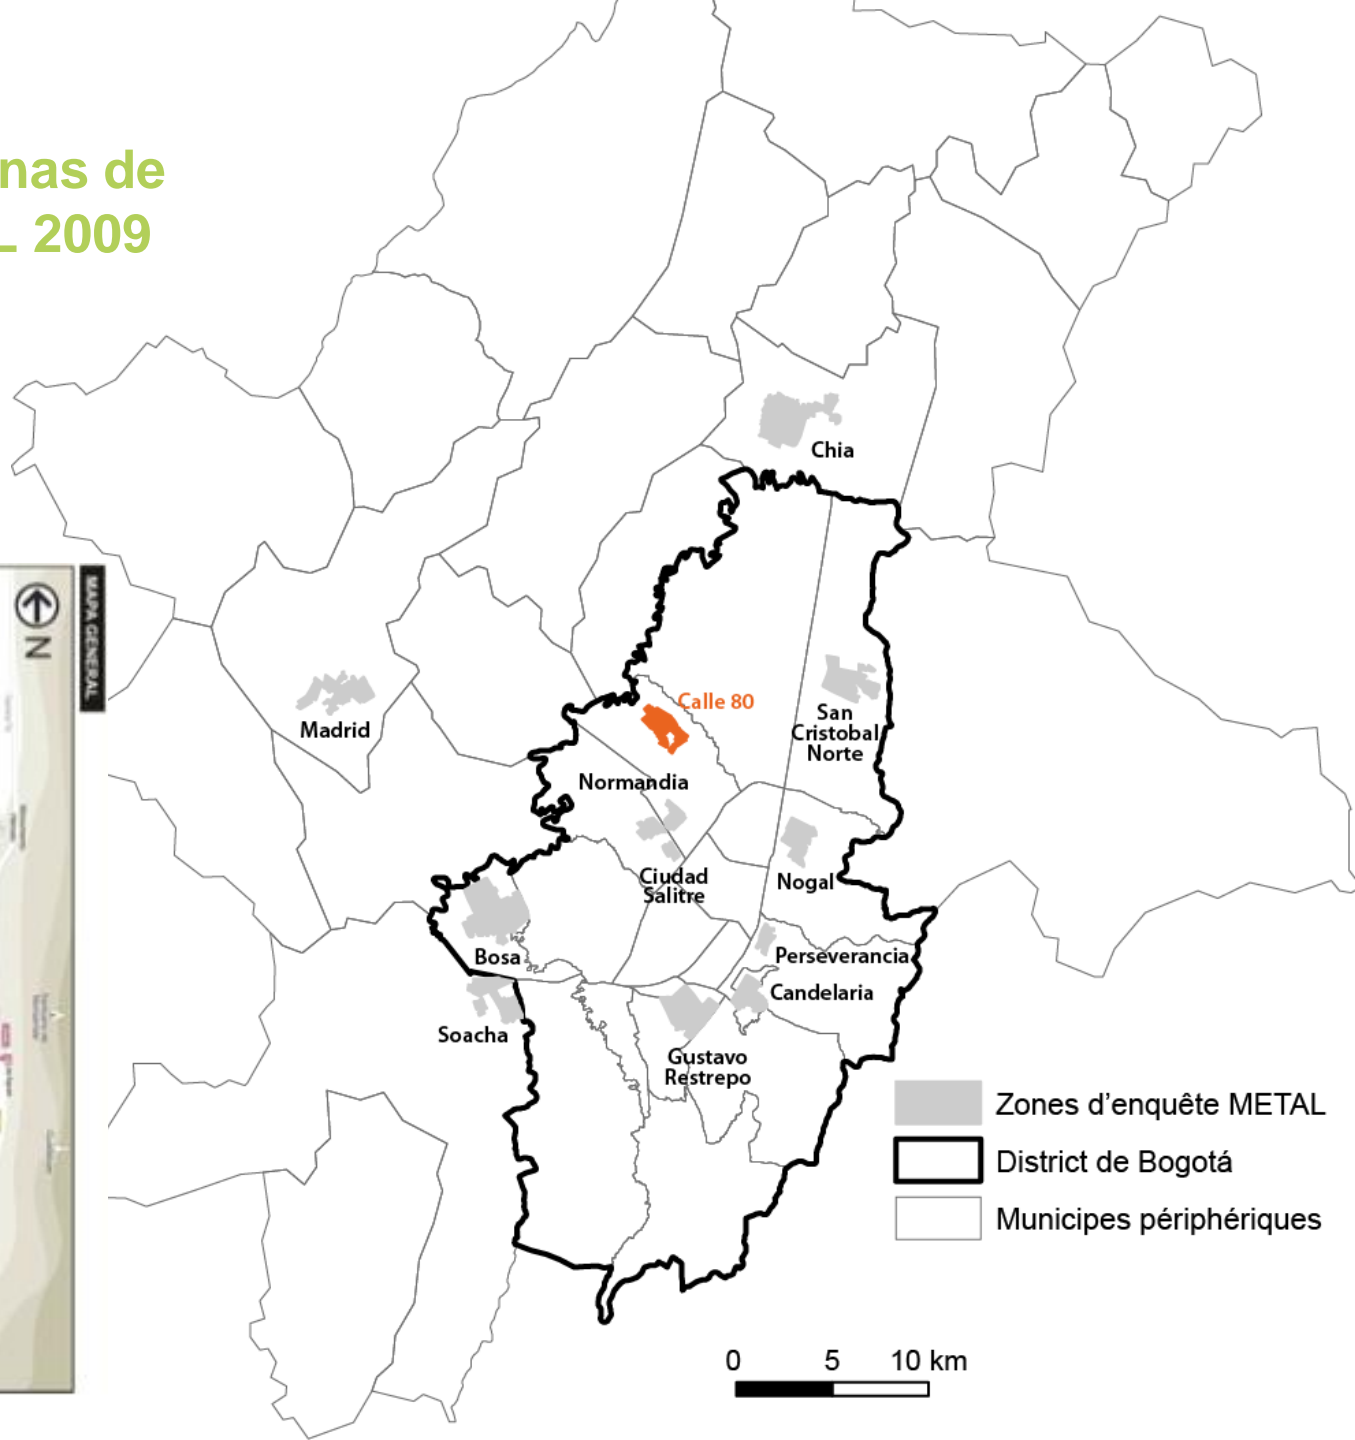 nas de
L 2009
MAPA GENERAL
N
Chia
Madrid
Calle 80
San
Cristobal
Norte
Normandia
Ciudad
Salitre
Nogal
Bosa
Perseverancia
Candelaria
Soacha
Gustavo
Restrepo
Zones d’enquête METAL
District de Bogotá
Municipes périphériques
0 5 10 km